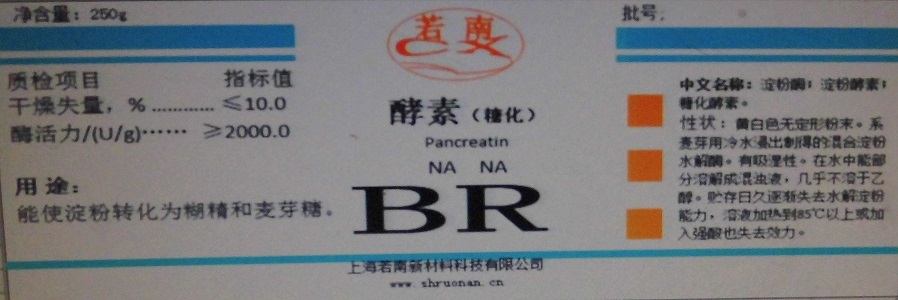 净含量：250g
质检项目 指标值
干燥失量，% ............ ≤10.0
酶活力/(U/g)······ ≥2000.0
用途：
能使淀粉转化为糊精和麦芽糖。
若南
酵素（糖化）
Pancreatin
NA NA
BR
上海若南新材料科技有限公司
www.shruonan.cn
批号：
中文名称：淀粉酶；淀粉酵素；
糖化酵素。
性状：黄白色无定形粉末。系
麦芽用冷水浸出制得的混合淀粉
水解酶。有吸湿性。在水中能部
分溶解成混浊液，几乎不溶于乙
醇。贮存日久逐渐失去水解淀粉
能力，溶液加热到85℃以上或加
入强酸也失去效力。